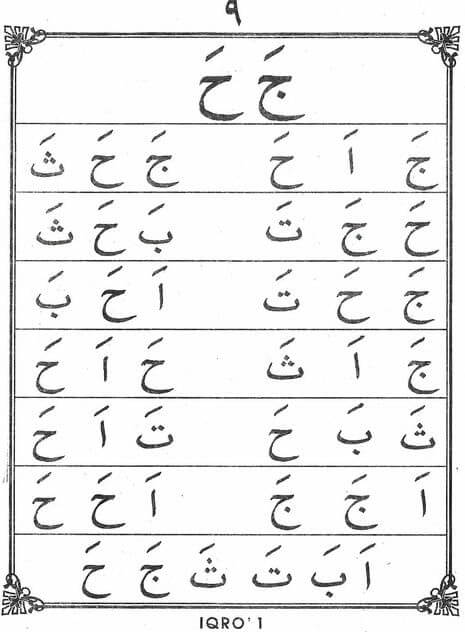 ٩
جَ حَ
جَ اَ حَ جَ حَ ثَ
حَ جَ تَ بَ حَ ثَ
جَ حَ تَ اَ حَ بَ
جَ اَ ثَ حَ اَ حَ
ثَ بَ حَ تَ اَ حَ
اَ جَ جَ اَ حَ حَ
اَ بَ تَ ثَ جَ حَ
IQRO' 1